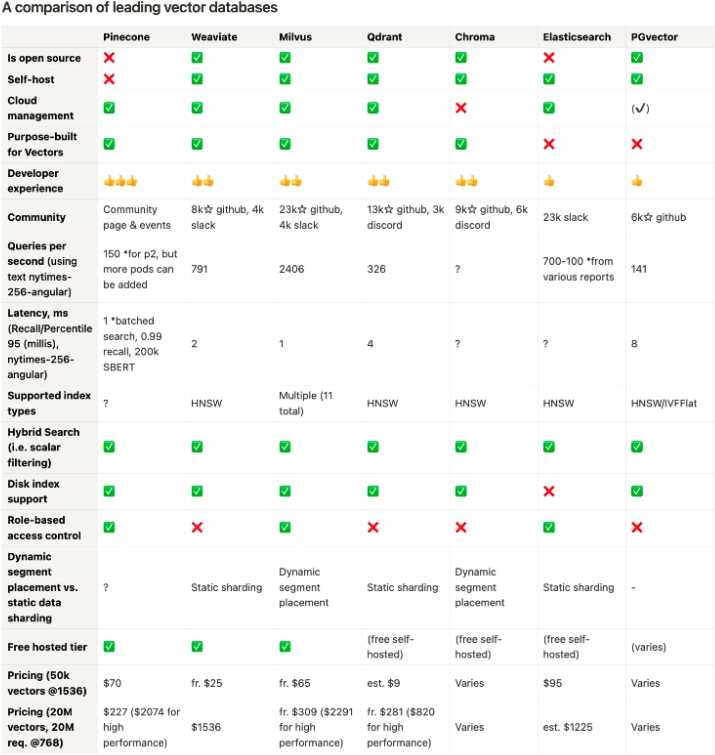 A comparison of leading vector databases
Pinecone Weaviate Milvus Qdrant Chroma Elasticsearch PGvector
Is open source ❌ ✅ ✅ ✅ ✅ ❌ ✅
Self-host ❌ ✅ ✅ ✅ ✅ ✅ ✅
Cloud management ✅ ✅ ✅ ✅ ❌ ✅ (✔)
Purpose-built for Vectors ✅ ✅ ✅ ✅ ✅ ❌ ❌
Developer experience 👍👍👍 👍👍 👍👍 👍👍 👍👍 👍 👍
Community Community page & events 8k☆ github, 4k slack 23k☆ github, 4k slack 13k☆ github, 3k discord 9k☆ github, 6k discord 23k slack 6k☆ github
Queries per second (using text nytimes-256-angular) 150 *for p2, but more pods can be added 791 2406 326 ? 700-100 *from various reports 141
Latency, ms (Recall/Percentile 95 (millis), nytimes-256-angular) 1 *batched search, 0.99 recall, 200k SBERT 2 1 4 ? ? 8
Supported index types ? HNSW Multiple (11 total) HNSW HNSW HNSW HNSW/IVFFlat
Hybrid Search (i.e. scalar filtering) ✅ ✅ ✅ ✅ ✅ ✅ ✅
Disk index support ✅ ✅ ✅ ✅ ✅ ❌ ✅
Role-based access control ✅ ❌ ✅ ❌ ❌ ✅ ❌
Dynamic segment placement vs. static data sharding ? Static sharding Dynamic segment placement Static sharding Dynamic segment placement Static sharding -
Free hosted tier ✅ ✅ ✅ (free self-hosted) (free self-hosted) (free self-hosted) (varies)
Pricing (50k vectors @1536) $70 fr. $25 fr. $65 est. $9 Varies $95 Varies
Pricing (20M vectors, 20M req. @768) $227 ($2074 for high performance) $1536 fr. $309 ($2291 for high performance) fr. $281 ($820 for high performance) Varies est. $1225 Varies